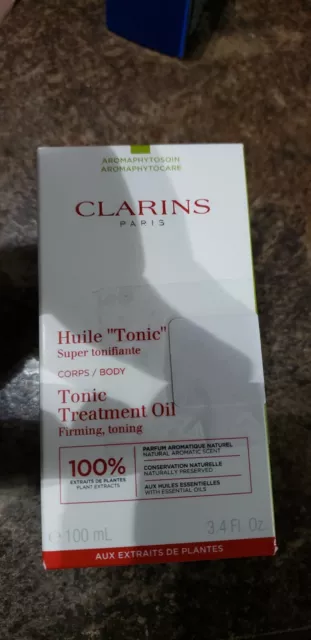 AROMAPHYTOSOIN
AROMAPHYTOCARE
CLARINS
PARIS
Huile "Tonic"
Super tonifiante
CORPS / BODY
Tonic
Treatment Oil
Firming, toning
100%
EXTRAITS DE PLANTES
PLANT EXTRACTS
PARFUM AROMATIQUE NATUREL
NATURAL AROMATIC SCENT
CONSERVATION NATURELLE
NATURALLY PRESERVED
AUX HUILES ESSENTIELLES
WITH ESSENTIAL OILS
℮ 100 mL
3.4 Fl. Oz.
AUX EXTRAITS DE PLANTES